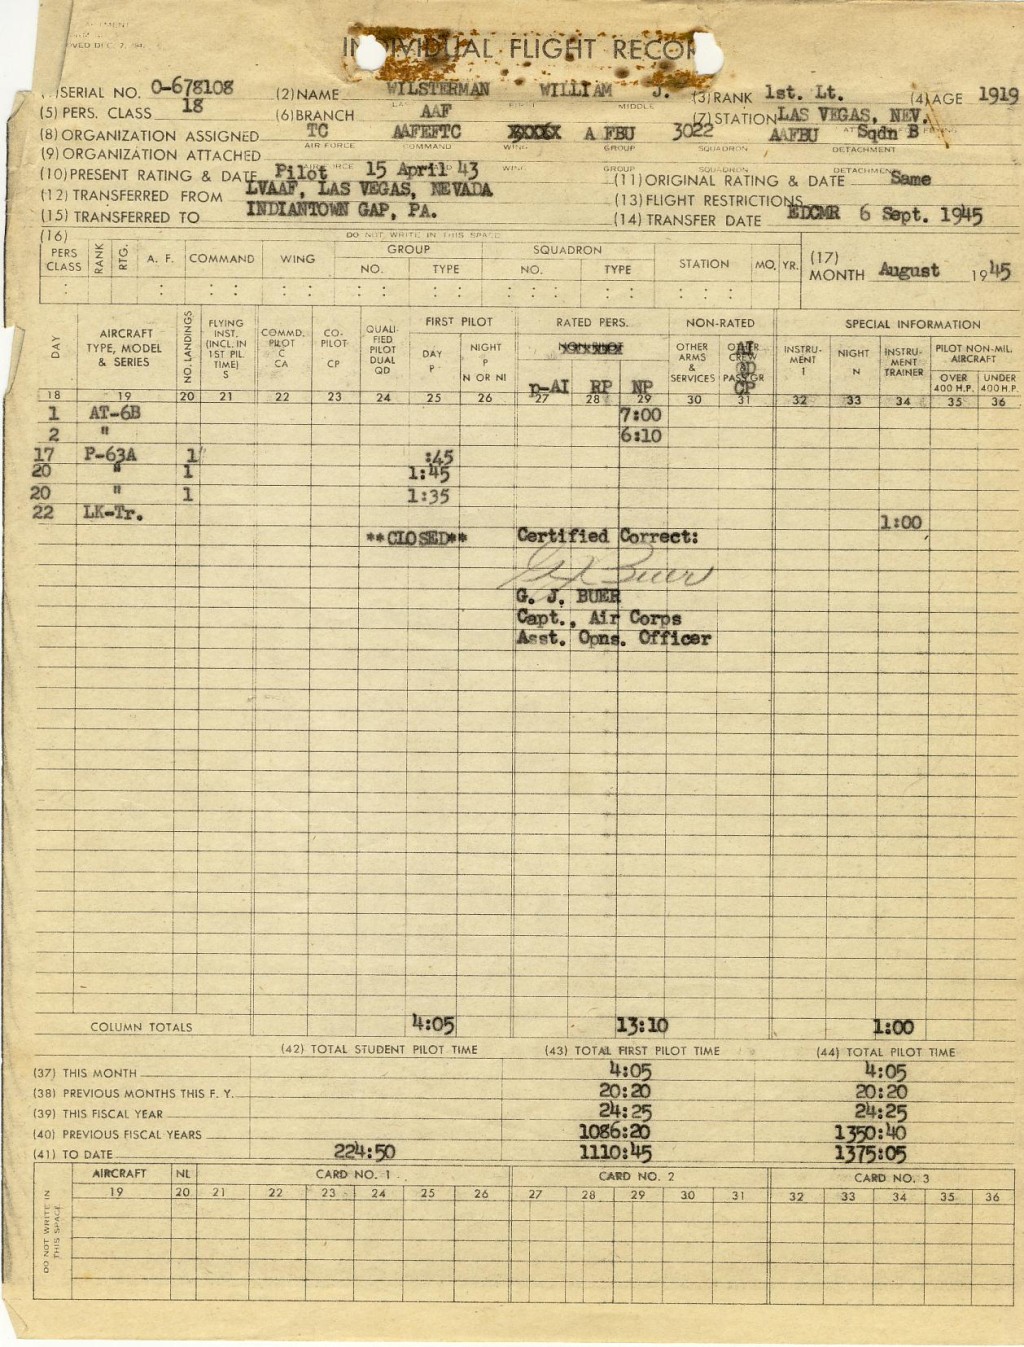 INDIVIDUAL FLIGHT RECOR
VED DEC. 7, 
SERIAL NO. O-678108 (2) NAME WILSTERMAN WILLIAM J. (3) RANK 1st. Lt. (4) AGE 1919
(5) PERS. CLASS 18 (6) BRANCH AAF MIDDLE (7) STATION LAS VEGAS, NEV.
(8) ORGANIZATION ASSIGNED TC AAFEFTC XXXXX A FBU 3022 AAFBU Sqdn B
AIR FORCE COMMAND WING GROUP SQUADRON DETACHMENT
(9) ORGANIZATION ATTACHED
WING GROUP SQUADRON DETACHMENT
(10) PRESENT RATING & DATE Pilot 15 April 43 (11) ORIGINAL RATING & DATE Same
(12) TRANSFERRED FROM LVAAF, LAS VEGAS, NEVADA (13) FLIGHT RESTRICTIONS
(15) TRANSFERRED TO INDIANTOWN GAP, PA. (14) TRANSFER DATE EDCMR 6 Sept. 1945
(16) DO NOT WRITE IN THIS SPACE
PERS CLASS RANK RTG. A. F. COMMAND WING GROUP NO. TYPE SQUADRON NO. TYPE STATION MO. YR. (17) MONTH August 1945
DAY AIRCRAFT TYPE, MODEL & SERIES NO. LANDINGS FLYING INST. (INCL. IN 1ST PIL TIME) S COMMD. PILOT C CA CO-PILOT CP QUALIFIED PILOT DUAL QD FIRST PILOT DAY P NIGHT P N OR NI RATED PERS. n-AI RP NP NON-RATED OTHER ARMS & SERVICES SPECIAL INFORMATION INSTRUMENT I NIGHT N INSTRUMENT TRAINER PILOT NON-MIL AIRCRAFT OVER 400 H.P. UNDER 400 H.P.
18 19 20 21 22 23 24 25 26 27 28 29 30 31 32 33 34 35 36
1 AT-6B 7:00
2 " 6:10
17 P-63A 1 :45
20 " 1 1:45
20 " 1 1:35
22 LK-Tr. 1:00
**CLOSED** Certified Correct:
G J Buer
G. J. BUER
Capt., Air Corps
Asst. Opns. Officer
COLUMN TOTALS 4:05 13:10 1:00
(42) TOTAL STUDENT PILOT TIME (43) TOTAL FIRST PILOT TIME (44) TOTAL PILOT TIME
(37) THIS MONTH 4:05 4:05
(38) PREVIOUS MONTHS THIS F. Y. 20:20 20:20
(39) THIS FISCAL YEAR 24:25 24:25
(40) PREVIOUS FISCAL YEARS 1086:20 1350:40
(41) TO DATE 224:50 1110:45 1375:05
DO NOT WRITE IN THIS SPACE AIRCRAFT NL CARD NO. 1 CARD NO. 2 CARD NO. 3
19 20 21 22 23 24 25 26 27 28 29 30 31 32 33 34 35 36